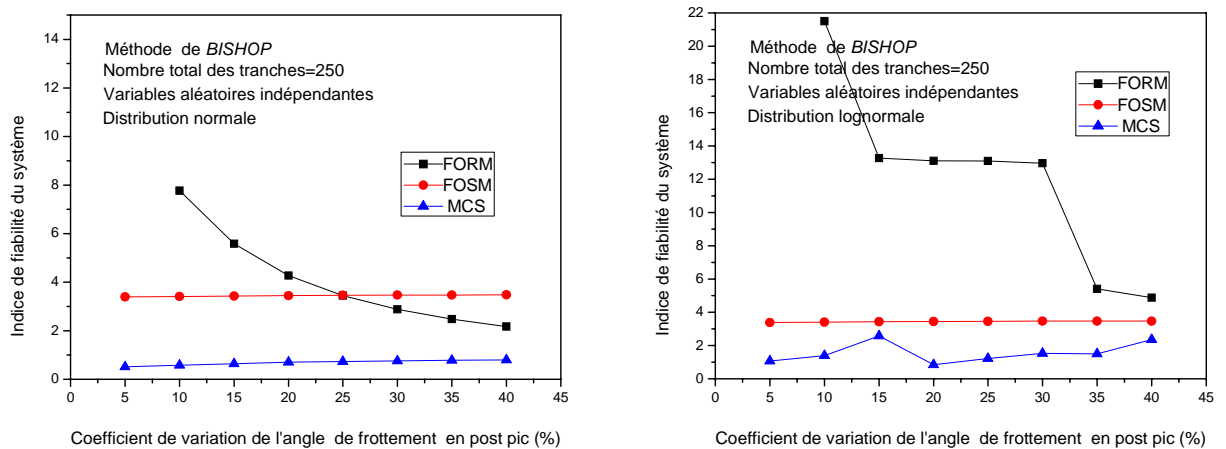 Méthode de BISHOP
Nombre total des tranches=250
Variables aléatoires indépendantes
Distribution normale
FORM
FOSM
MCS
Indice de fiabilité du système
14
12
10
8
6
4
2
0
0 5 10 15 20 25 30 35 40 45
Coefficient de variation de l'angle de frottement en post pic (%)
Méthode de BISHOP
Nombre total des tranches=250
Variables aléatoires indépendantes
Distribution lognormale
FORM
FOSM
MCS
Indice de fiabilité du système
22
20
18
16
14
12
10
8
6
4
2
0
0 5 10 15 20 25 30 35 40 45
Coefficient de variation de l'angle de frottement en post pic (%)